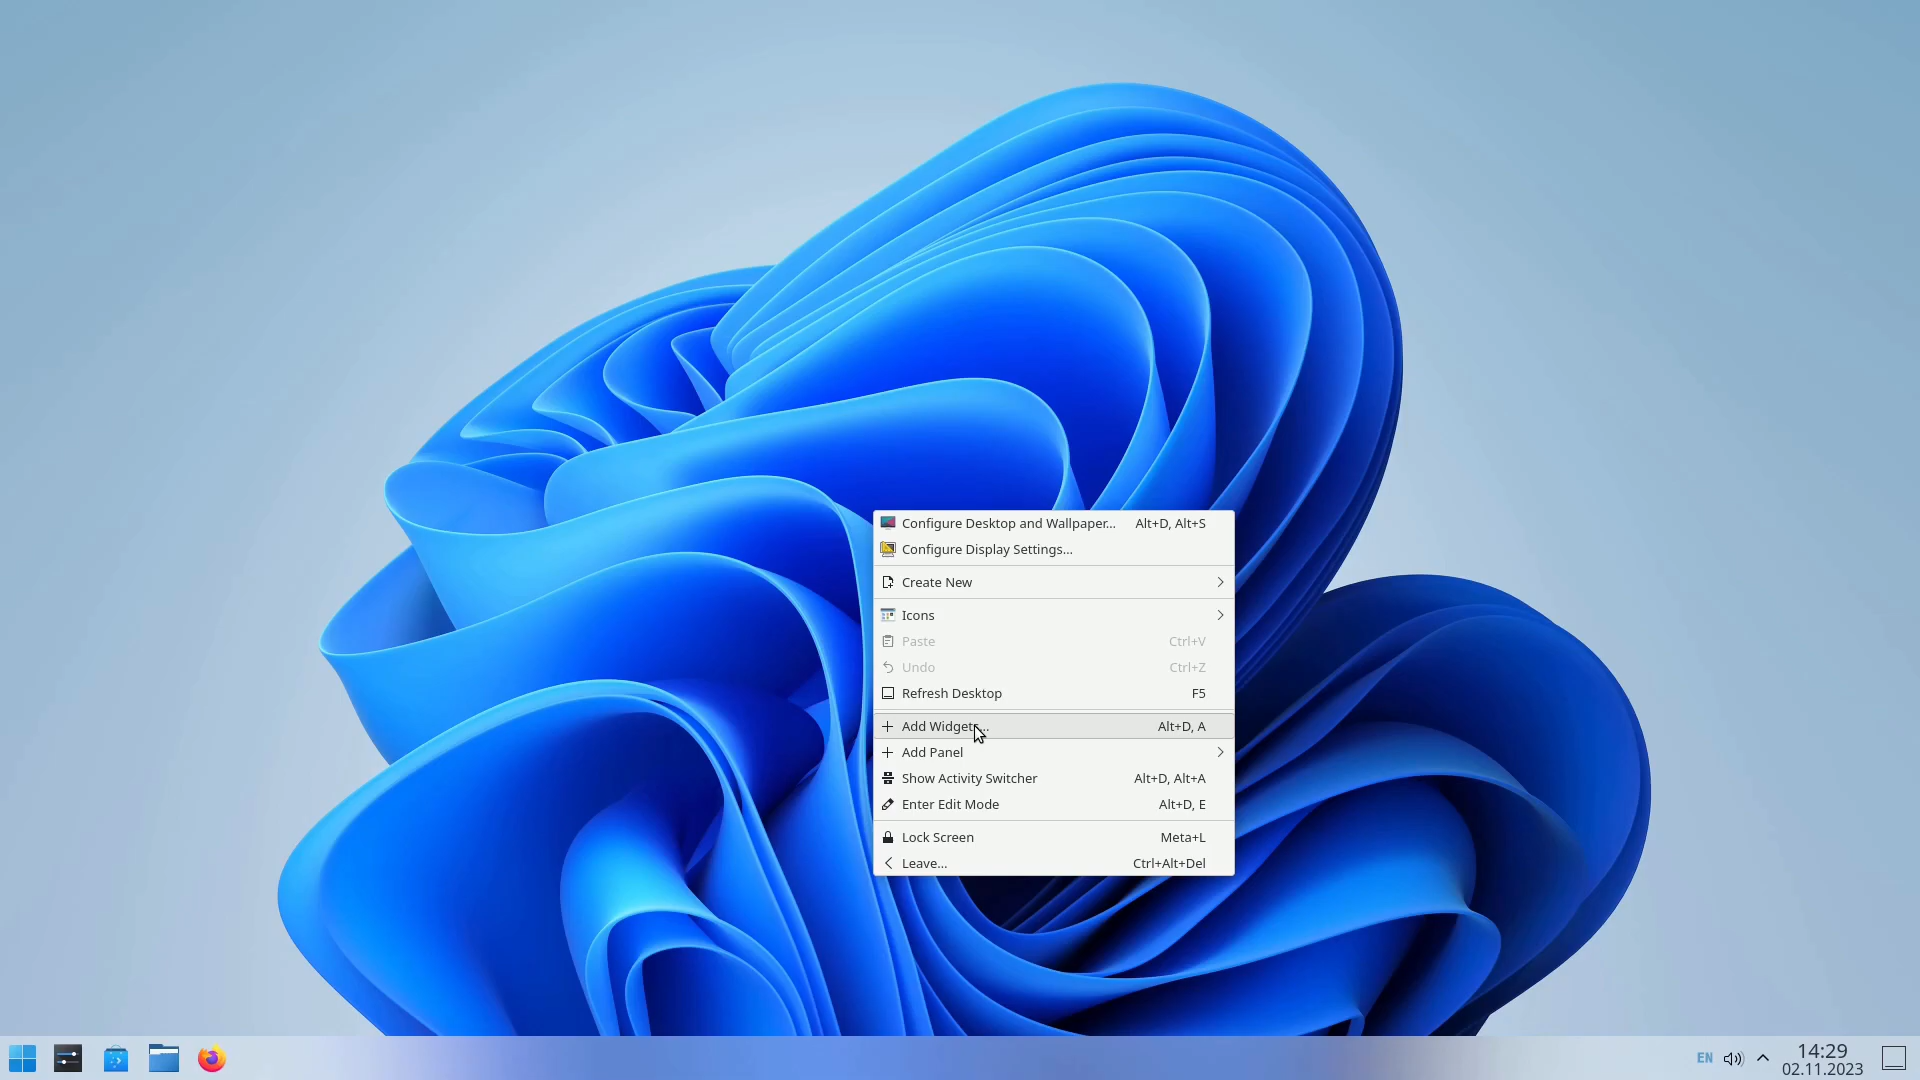 Configure Desktop and Wallpaper... Alt+D, Alt+S
Configure Display Settings...
Create New
Icons
Paste Ctrl+V
Undo Ctrl+Z
Refresh Desktop F5
Add Widgets... Alt+D, A
Add Panel
Show Activity Switcher Alt+D, Alt+A
Enter Edit Mode Alt+D, E
Lock Screen Meta+L
Leave... Ctrl+Alt+Del
EN
14:29
02.11.2023